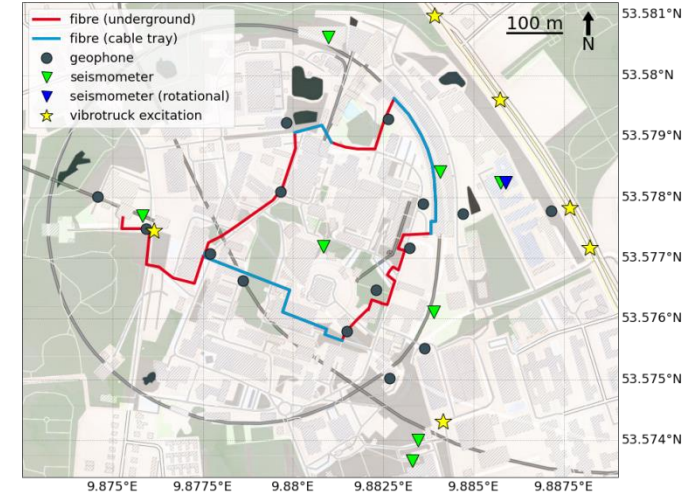 fibre (underground)
fibre (cable tray)
geophone
seismometer
seismometer (rotational)
vibrotruck excitation
100 m
N
53.581°N
53.58°N
53.579°N
53.578°N
53.577°N
53.576°N
53.575°N
53.574°N
9.875°E 9.8775°E 9.88°E 9.8825°E 9.885°E 9.8875°E